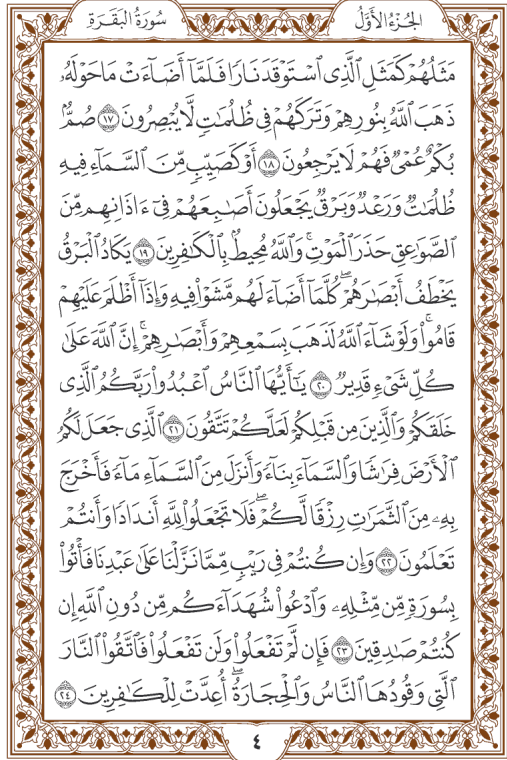 سُورَةُ البَقَرَةِ
الجُزْءُ الأَوَّلُ
مَثَلُهُمْ كَمَثَلِ ٱلَّذِى ٱسْتَوْقَدَ نَارًا فَلَمَّآ أَضَآءَتْ مَا حَوْلَهُۥ
ذَهَبَ ٱللَّهُ بِنُورِهِمْ وَتَرَكَهُمْ فِى ظُلُمَٰتٍ لَّا يُبْصِرُونَ ١٧ صُمٌّۢ
بُكْمٌ عُمْىٌ فَهُمْ لَا يَرْجِعُونَ ١٨ أَوْ كَصَيِّبٍ مِّنَ ٱلسَّمَآءِ فِيهِ
ظُلُمَٰتٌ وَرَعْدٌ وَبَرْقٌ يَجْعَلُونَ أَصَٰبِعَهُمْ فِىٓ ءَاذَانِهِم مِّنَ
ٱلصَّوَٰعِقِ حَذَرَ ٱلْمَوْتِ ۚ وَٱللَّهُ مُحِيطٌۢ بِٱلْكَٰفِرِينَ ١٩ يَكَادُ ٱلْبَرْقُ
يَخْطَفُ أَبْصَٰرَهُمْ ۖ كُلَّمَآ أَضَآءَ لَهُم مَّشَوْا۟ فِيهِ وَإِذَآ أَظْلَمَ عَلَيْهِمْ
قَامُوا۟ ۚ وَلَوْ شَآءَ ٱللَّهُ لَذَهَبَ بِسَمْعِهِمْ وَأَبْصَٰرِهِمْ ۚ إِنَّ ٱللَّهَ عَلَىٰ
كُلِّ شَىْءٍ قَدِيرٌ ٢٠ يَٰٓأَيُّهَا ٱلنَّاسُ ٱعْبُدُوا۟ رَبَّكُمُ ٱلَّذِى
خَلَقَكُمْ وَٱلَّذِينَ مِن قَبْلِكُمْ لَعَلَّكُمْ تَتَّقُونَ ٢١ ٱلَّذِى جَعَلَ لَكُمُ
ٱلْأَرْضَ فِرَٰشًا وَٱلسَّمَآءَ بِنَآءً وَأَنزَلَ مِنَ ٱلسَّمَآءِ مَآءً فَأَخْرَجَ
بِهِۦ مِنَ ٱلثَّمَرَٰتِ رِزْقًا لَّكُمْ ۖ فَلَا تَجْعَلُوا۟ لِلَّهِ أَندَادًا وَأَنتُمْ
تَعْلَمُونَ ٢٢ وَإِن كُنتُمْ فِى رَيْبٍ مِّمَّا نَزَّلْنَا عَلَىٰ عَبْدِنَا فَأْتُوا۟
بِسُورَةٍ مِّن مِّثْلِهِۦ وَٱدْعُوا۟ شُهَدَآءَكُم مِّن دُونِ ٱللَّهِ إِن
كُنتُمْ صَٰدِقِينَ ٢٣ فَإِن لَّمْ تَفْعَلُوا۟ وَلَن تَفْعَلُوا۟ فَٱتَّقُوا۟ ٱلنَّارَ
ٱلَّتِى وَقُودُهَا ٱلنَّاسُ وَٱلْحِجَارَةُ ۖ أُعِدَّتْ لِلْكَٰفِرِينَ ٢٤
٤